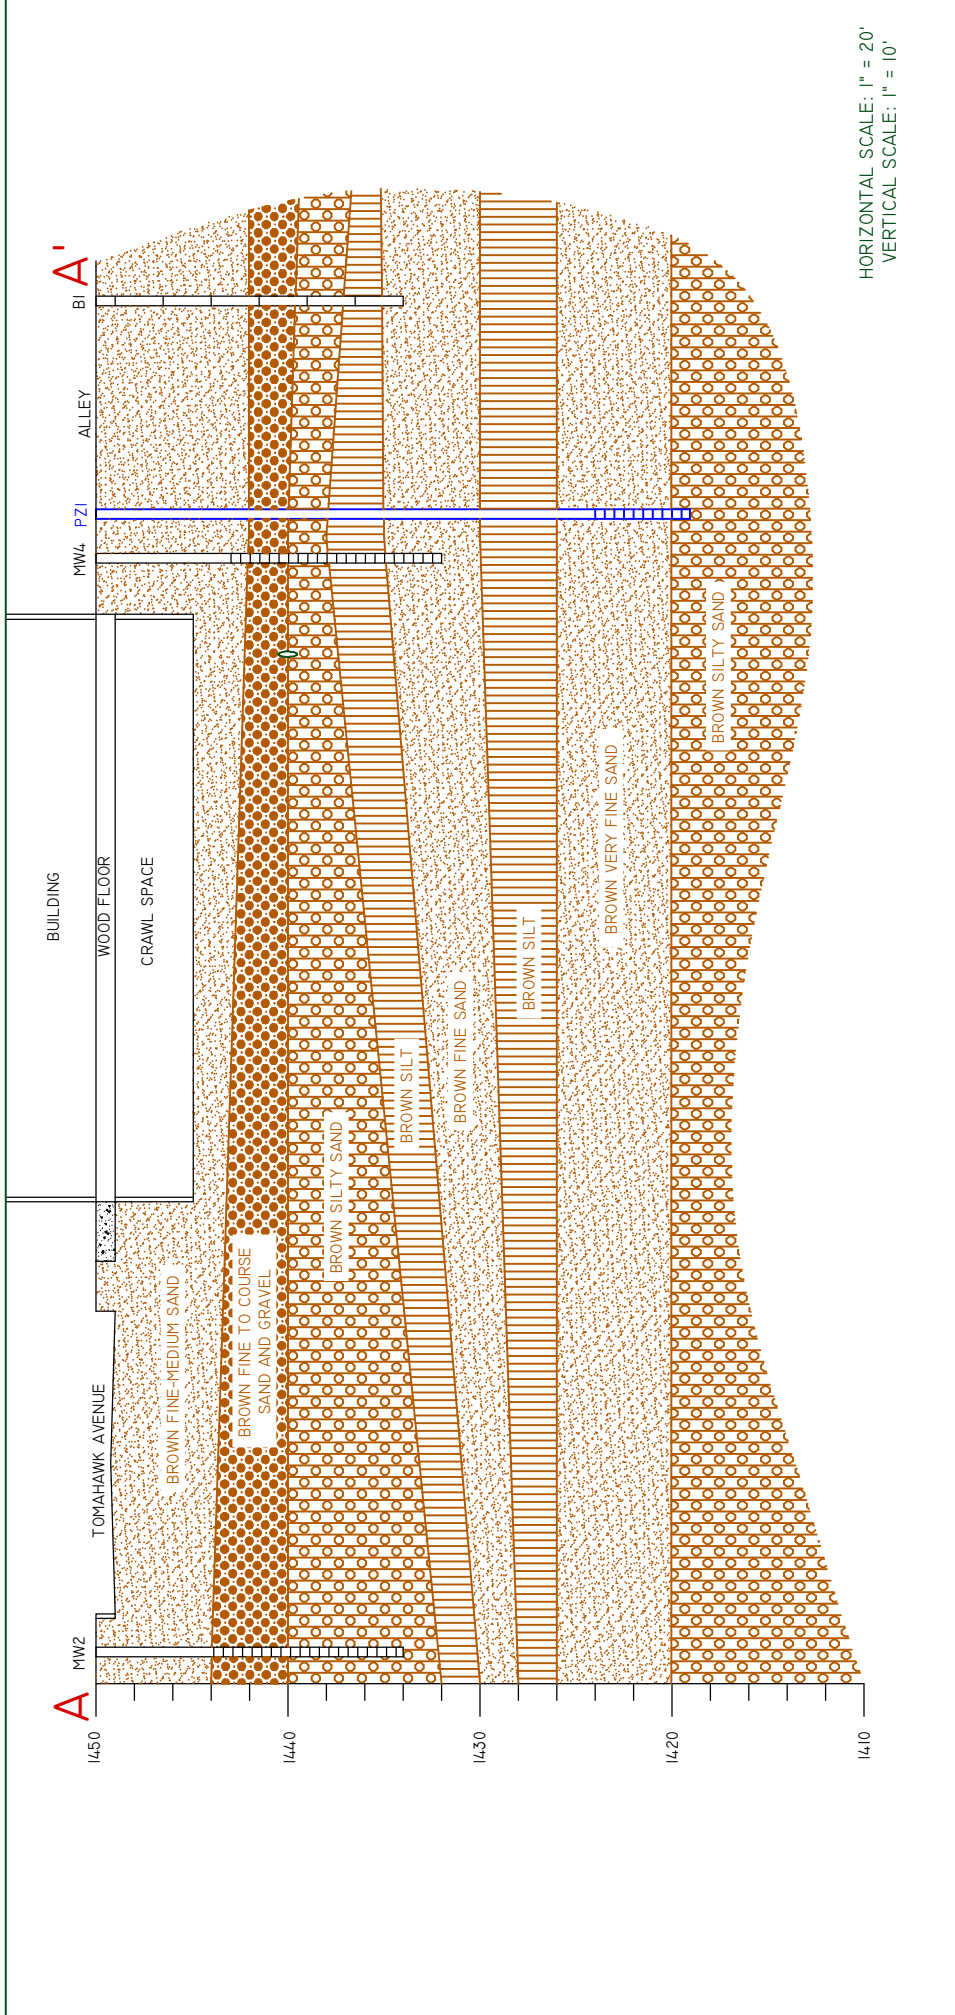 A
A'
MW2
TOMAHAWK AVENUE
BUILDING
WOOD FLOOR
CRAWL SPACE
MW4
PZ1
ALLEY
B1
1450
1440
1430
1420
1410
BROWN FINE-MEDIUM SAND
BROWN FINE TO COURSE
SAND AND GRAVEL
BROWN SILTY SAND
BROWN SILT
BROWN FINE SAND
BROWN SILT
BROWN VERY FINE SAND
BROWN SILTY SAND
HORIZONTAL SCALE: 1" = 20'
VERTICAL SCALE: 1" = 10'